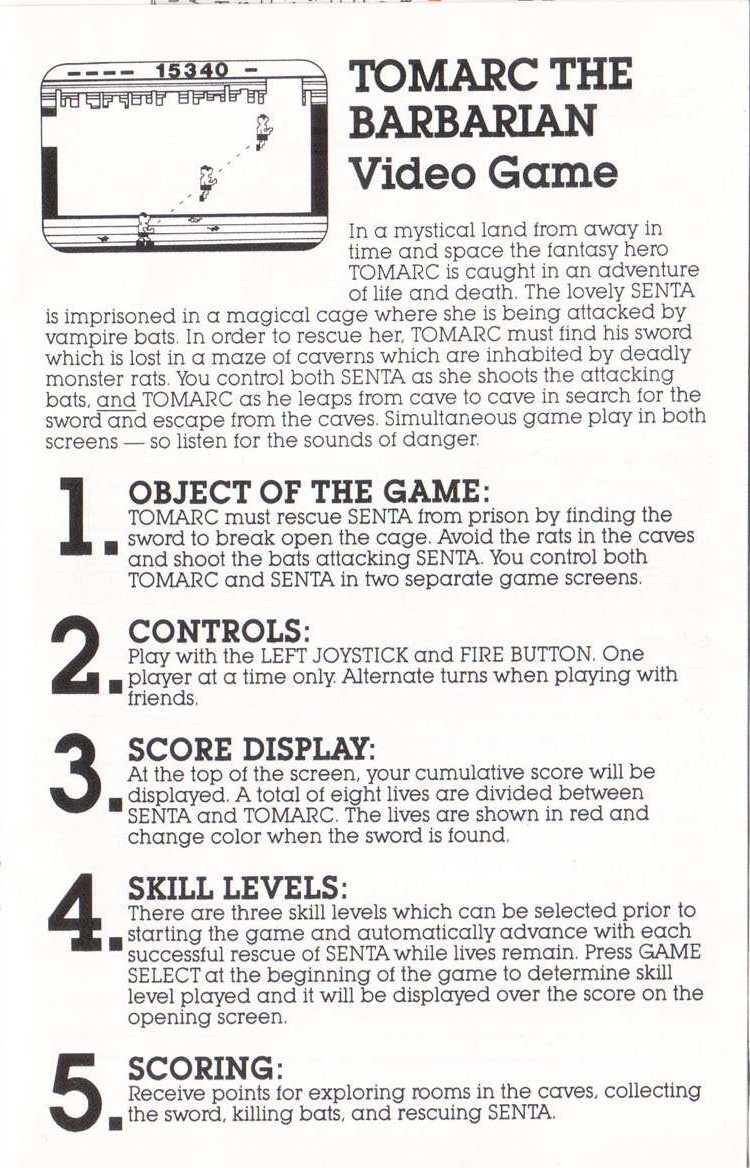 15340
TOMARC THE
BARBARIAN
Video Game
In a mystical land from away in
time and space the fantasy hero
TOMARC is caught in an adventure
of life and death. The lovely SENTA
is imprisoned in a magical cage where she is being attacked by
vampire bats. In order to rescue her, TOMARC must find his sword
which is lost in a maze of caverns which are inhabited by deadly
monster rats. You control both SENTA as she shoots the attacking
bats, and TOMARC as he leaps from cave to cave in search for the
sword and escape from the caves. Simultaneous game play in both
screens — so listen for the sounds of danger.
1. OBJECT OF THE GAME:
TOMARC must rescue SENTA from prison by finding the
sword to break open the cage. Avoid the rats in the caves
and shoot the bats attacking SENTA. You control both
TOMARC and SENTA in two separate game screens.
2. CONTROLS:
Play with the LEFT JOYSTICK and FIRE BUTTON. One
player at a time only. Alternate turns when playing with
friends.
3. SCORE DISPLAY:
At the top of the screen, your cumulative score will be
displayed. A total of eight lives are divided between
SENTA and TOMARC. The lives are shown in red and
change color when the sword is found.
4. SKILL LEVELS:
There are three skill levels which can be selected prior to
starting the game and automatically advance with each
successful rescue of SENTA while lives remain. Press GAME
SELECT at the beginning of the game to determine skill
level played and it will be displayed over the score on the
opening screen.
5. SCORING:
Receive points for exploring rooms in the caves, collecting
the sword, killing bats, and rescuing SENTA.